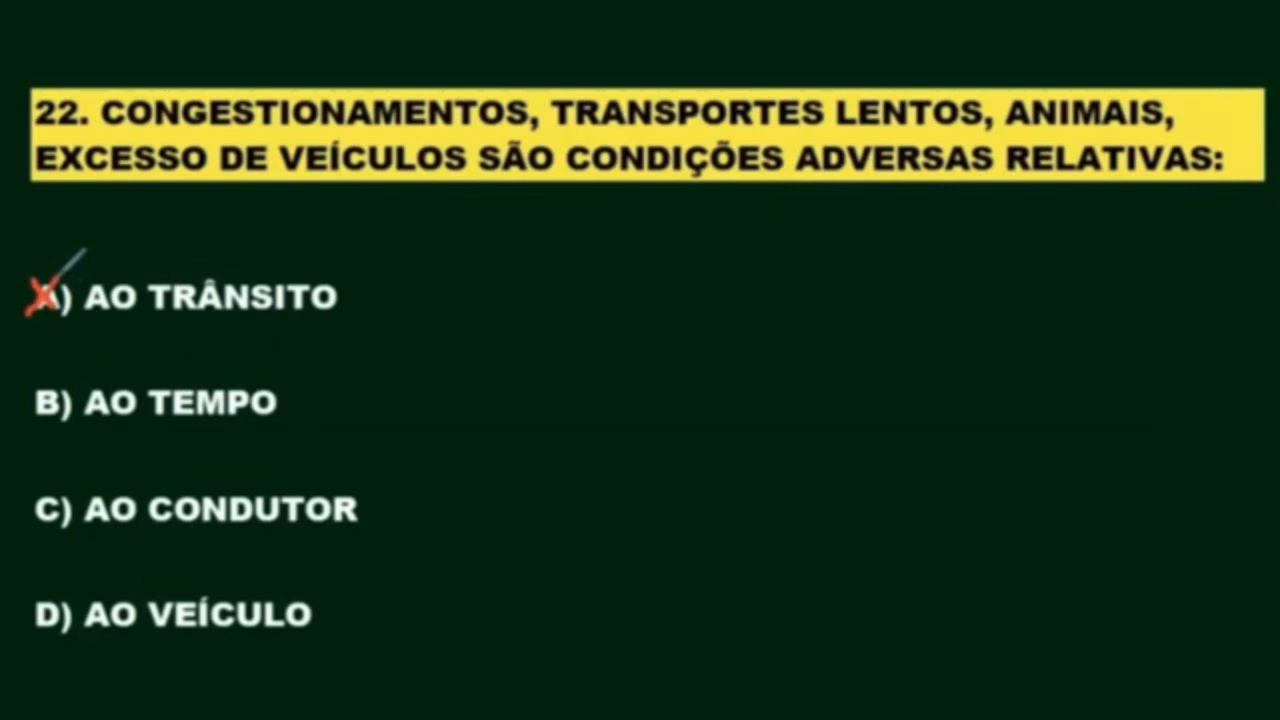 22. CONGESTIONAMENTOS, TRANSPORTES LENTOS, ANIMAIS,
EXCESSO DE VEÍCULOS SÃO CONDIÇÕES ADVERSAS RELATIVAS:
A) AO TRÂNSITO
B) AO TEMPO
C) AO CONDUTOR
D) AO VEÍCULO